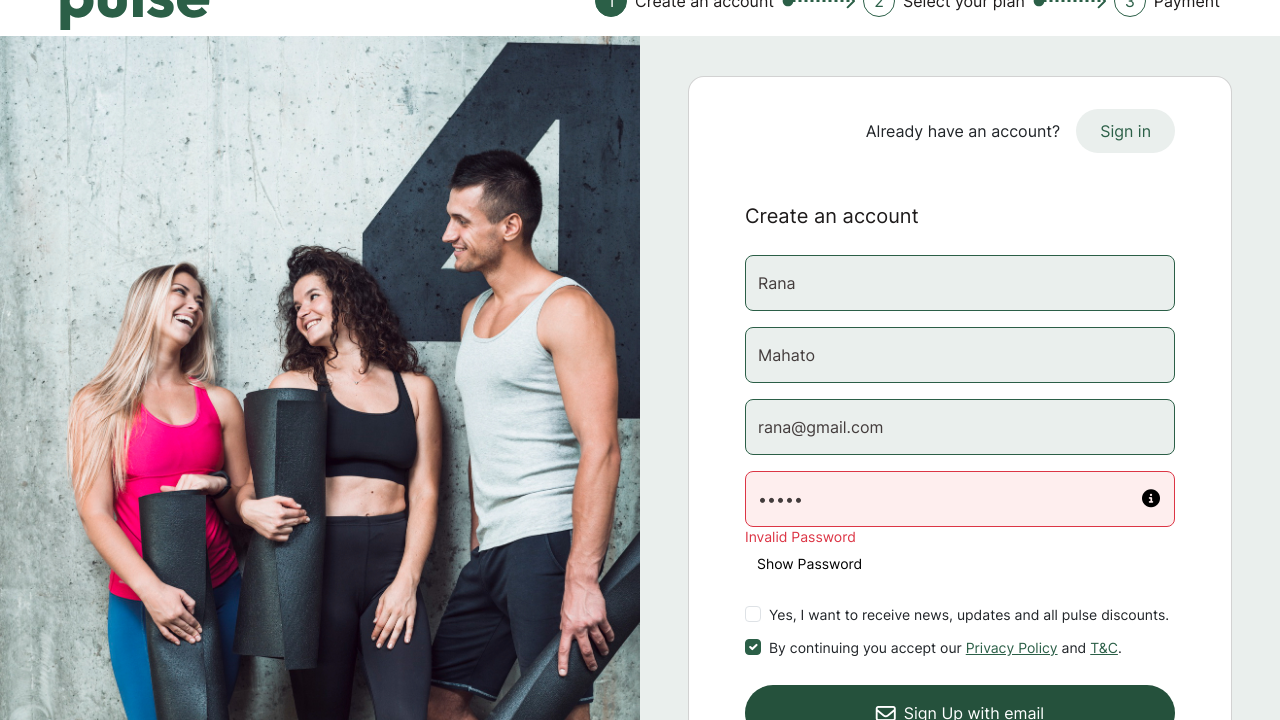 pulse
1 Create an account 2 Select your plan 3 Payment
Already have an account? Sign in
Create an account
Rana
Mahato
rana@gmail.com
•••••
Invalid Password
Show Password
Yes, I want to receive news, updates and all pulse discounts.
By continuing you accept our Privacy Policy and T&C.
Sign Up with email
4